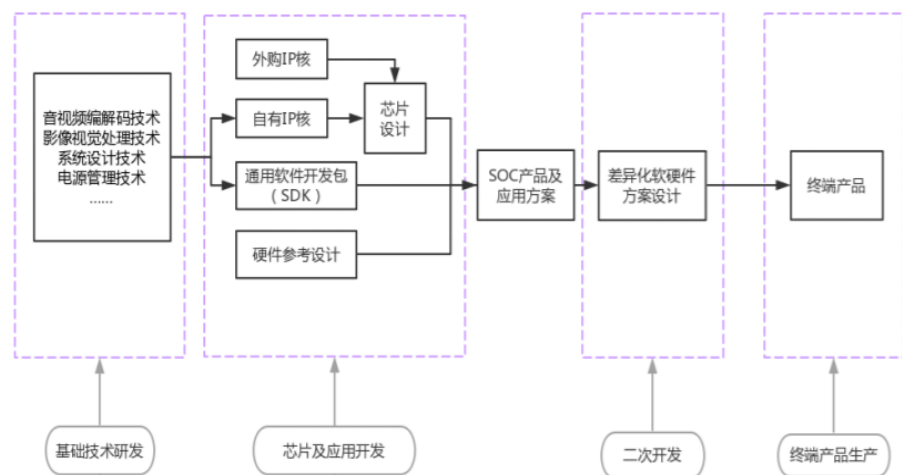 音视频编解码技术
影像视觉处理技术
系统设计技术
电源管理技术
……
外购IP核
自有IP核
芯片
设计
通用软件开发包
（SDK）
硬件参考设计
SOC产品及
应用方案
差异化软硬件
方案设计
终端产品
基础技术研发
芯片及应用开发
二次开发
终端产品生产